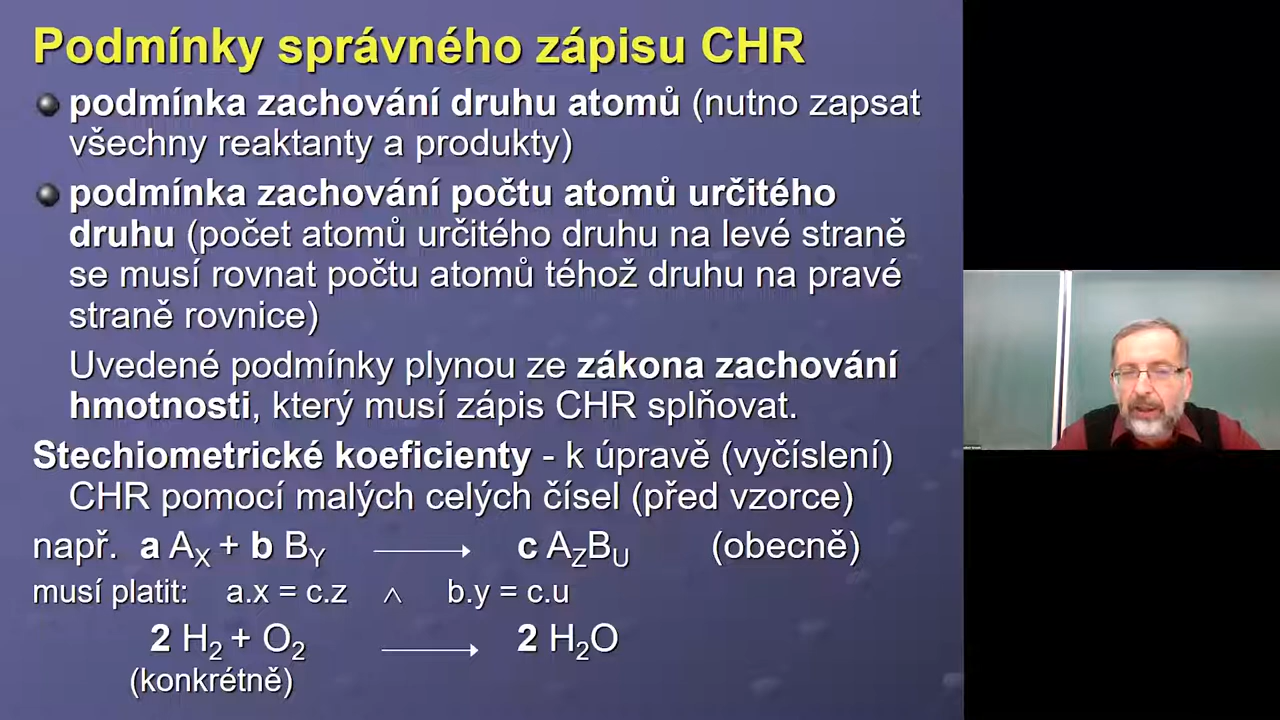 Podmínky správného zápisu CHR
podmínka zachování druhu atomů (nutno zapsat
všechny reaktanty a produkty)
podmínka zachování počtu atomů určitého
druhu (počet atomů určitého druhu na levé straně
se musí rovnat počtu atomů téhož druhu na pravé
straně rovnice)
Uvedené podmínky plynou ze zákona zachování
hmotnosti, který musí zápis CHR splňovat.
Stechiometrické koeficienty - k úpravě (vyčíslení)
CHR pomocí malých celých čísel (před vzorce)
např. a A_X + b B_Y ⟶ c A_ZB_U (obecně)
musí platit: a.x = c.z ∧ b.y = c.u
2 H₂ + O₂ ⟶ 2 H₂O
(konkrétně)